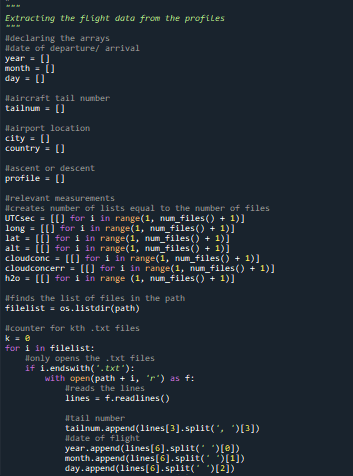 """
Extracting the flight data from the profiles
"""
#declaring the arrays
#date of departure/ arrival
year = []
month = []
day = []
#aircraft tail number
tailnum = []
#airport location
city = []
country = []
#ascent or descent
profile = []
#relevant measurements
#creates number of lists equal to the number of files
UTCsec = [[] for i in range(1, num_files() + 1)]
long = [[] for i in range(1, num_files() + 1)]
lat = [[] for i in range(1, num_files() + 1)]
alt = [[] for i in range(1, num_files() + 1)]
cloudconc = [[] for i in range(1, num_files() + 1)]
cloudconcerr = [[] for i in range(1, num_files() + 1)]
h2o = [[] for i in range (1, num_files() + 1)]
#finds the list of files in the path
filelist = os.listdir(path)
#counter for kth .txt files
k = 0
for i in filelist:
#only opens the .txt files
if i.endswith('.txt'):
with open(path + i, 'r') as f:
#reads the lines
lines = f.readlines()
#tail number
tailnum.append(lines[3].split(', ')[3])
#date of flight
year.append(lines[6].split(' ')[0])
month.append(lines[6].split(' ')[1])
day.append(lines[6].split(' ')[2])